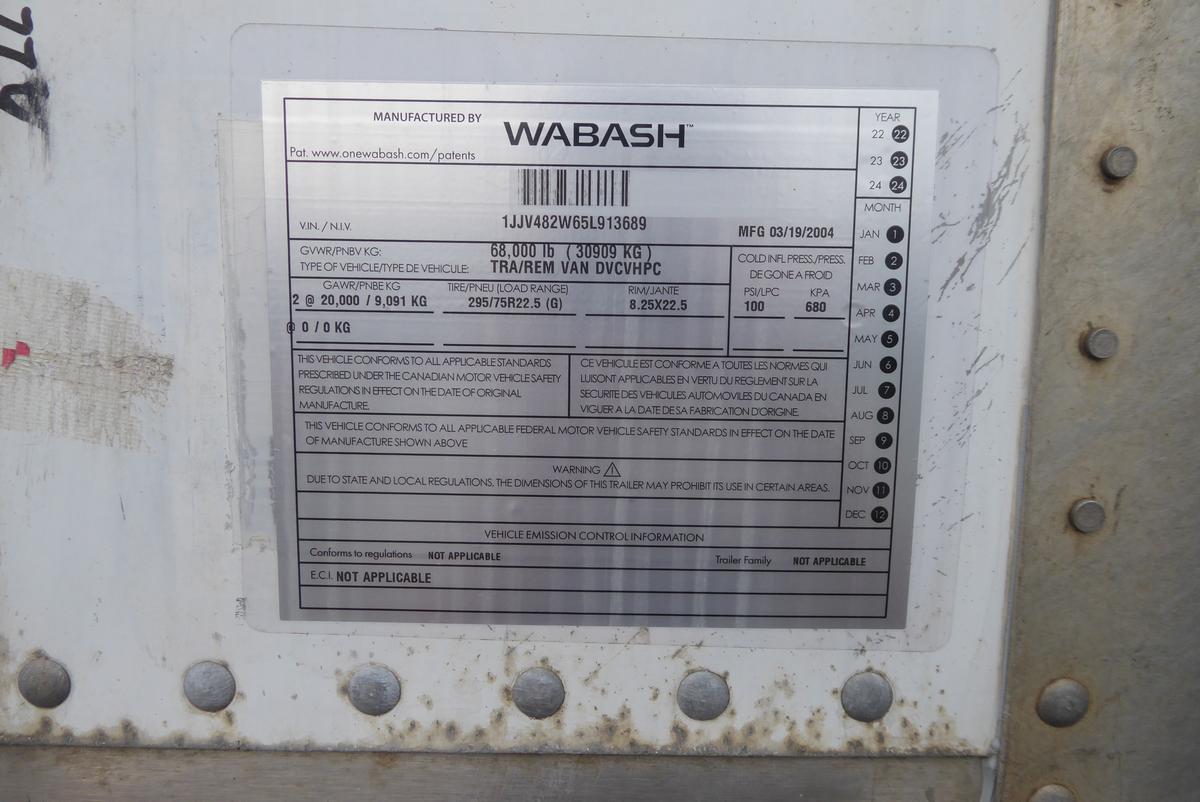 ALL
MANUFACTURED BY WABASH™
Pat. www.onewabash.com/patents
YEAR
22 22
23 23
24 24
V.IN. / N.I.V. 1JJV482W65L913689 MFG 03/19/2004
GVWR/PNBV KG: 68,000 lb ( 30909 KG )
TYPE OF VEHICLE/TYPE DE VEHICULE: TRA/REM VAN DVCVHPC
COLD INFL PRESS./PRESS.
DE GONE A FROID
GAWR/PNBE KG TIRE/PNEU (LOAD RANGE) RIM/JANTE PSI/LPC KPA
2 @ 20,000 / 9,091 KG 295/75R22.5 (G) 8.25X22.5 100 680
@ 0 / 0 KG
THIS VEHICLE CONFORMS TO ALL APPLICABLE STANDARDS
PRESCRIBED UNDER THE CANADIAN MOTOR VEHICLE SAFETY
REGULATIONS IN EFFECT ON THE DATE OF ORIGINAL
MANUFACTURE.
CE VEHICULE EST CONFORME A TOUTES LES NORMES QUI
LUISONT APPLICABLES EN VERTU DU REGLEMENT SUR LA
SECURITE DES VEHICULES AUTOMOVILES DU CANADA EN
VIGUER A LA DATE DE SA FABRICATION D'ORIGINE.
THIS VEHICLE CONFORMS TO ALL APPLICABLE FEDERAL MOTOR VEHICLE SAFETY STANDARDS IN EFFECT ON THE DATE
OF MANUFACTURE SHOWN ABOVE
WARNING
DUE TO STATE AND LOCAL REGULATIONS. THE DIMENSIONS OF THIS TRAILER MAY PROHIBIT ITS USE IN CERTAIN AREAS.
MONTH
JAN 1
FEB 2
MAR 3
APR 4
MAY 5
JUN 6
JUL 7
AUG 8
SEP 9
OCT 10
NOV 11
DEC 12
VEHICLE EMISSION CONTROL INFORMATION
Conforms to regulations NOT APPLICABLE Trailer Family NOT APPLICABLE
E.C.I. NOT APPLICABLE